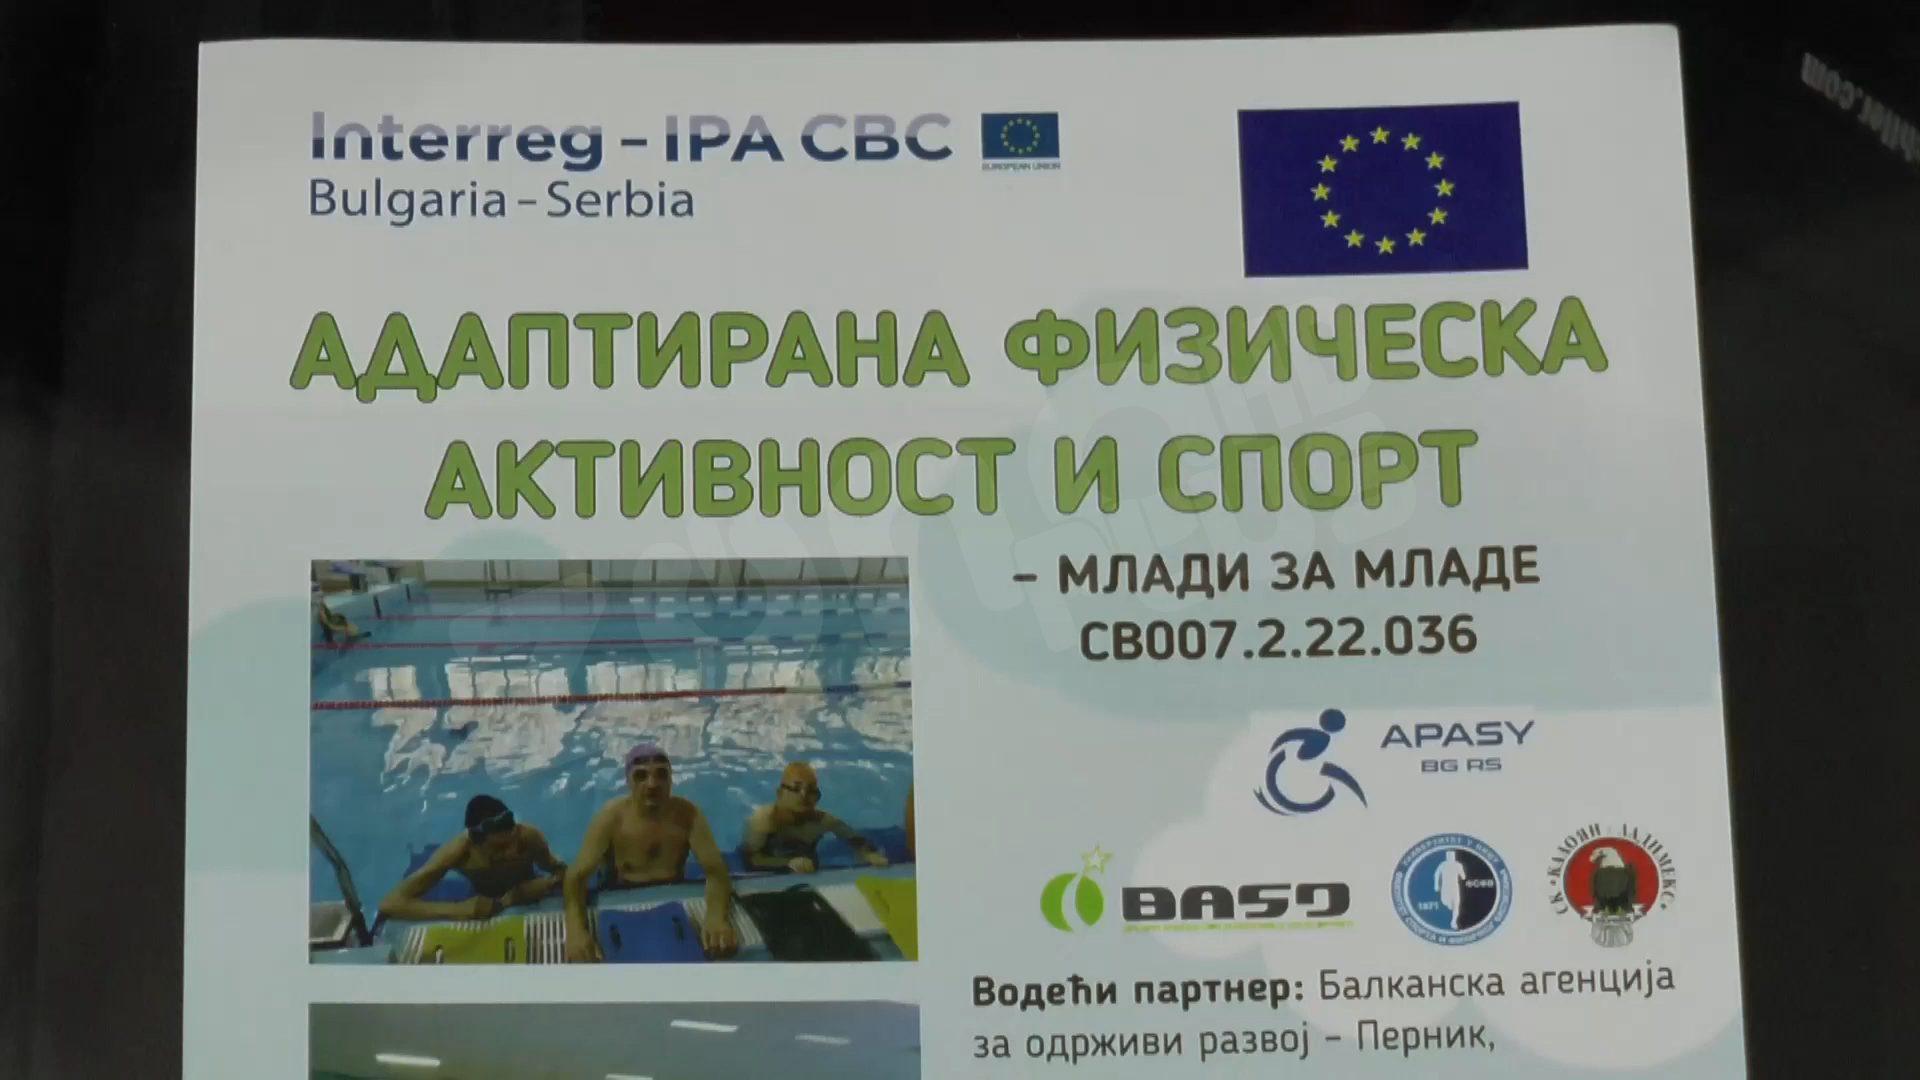 Interreg – IPA CBC
EUROPEAN UNION
Bulgaria – Serbia
АДАПТИРАНА ФИЗИЧЕСКА
АКТИВНОСТ И СПОРТ
– МЛАДИ ЗА МЛАДЕ
CB007.2.22.036
APASY
BG RS
BASD
1971
Водећи партнер: Балканска агенција
за одрживи развој – Перник,